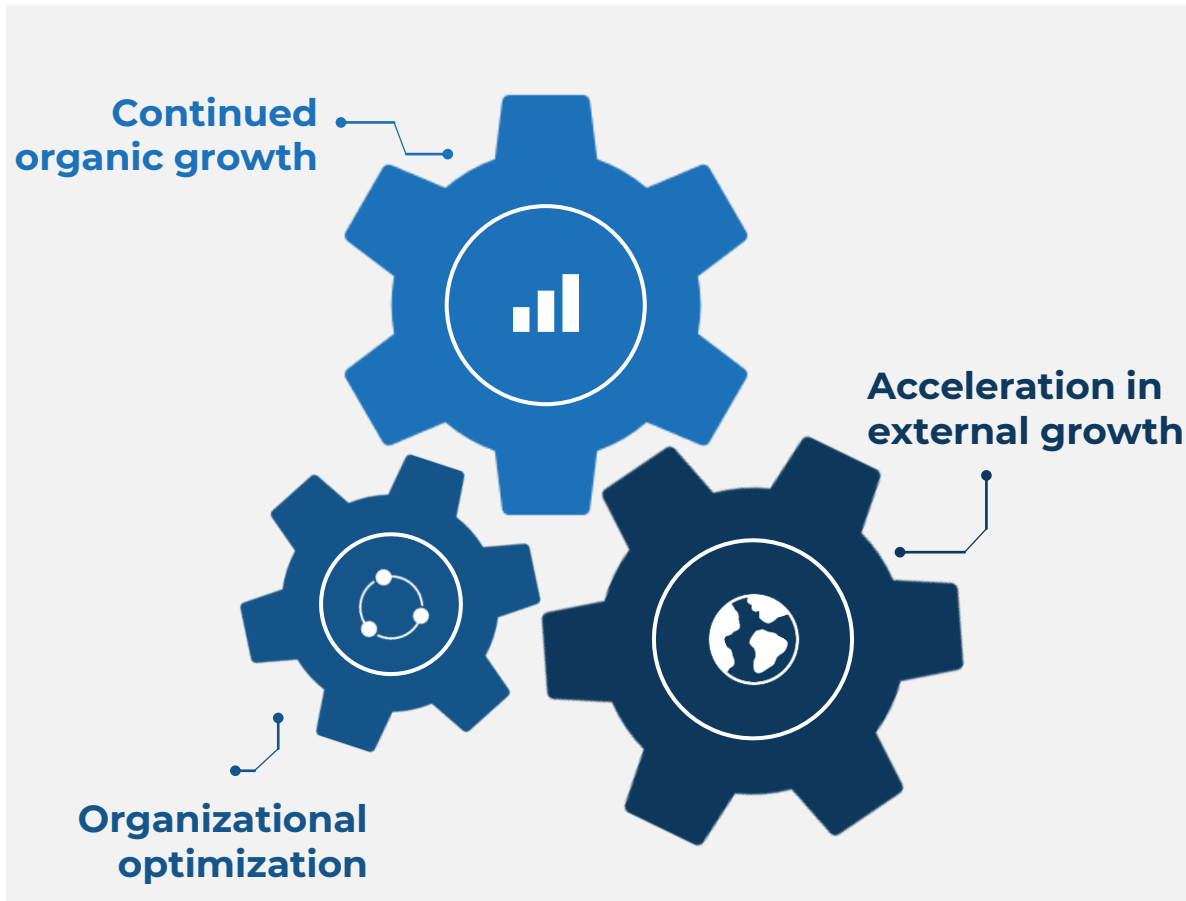 Continued
organic growth
Acceleration in
external growth
Organizational
optimization